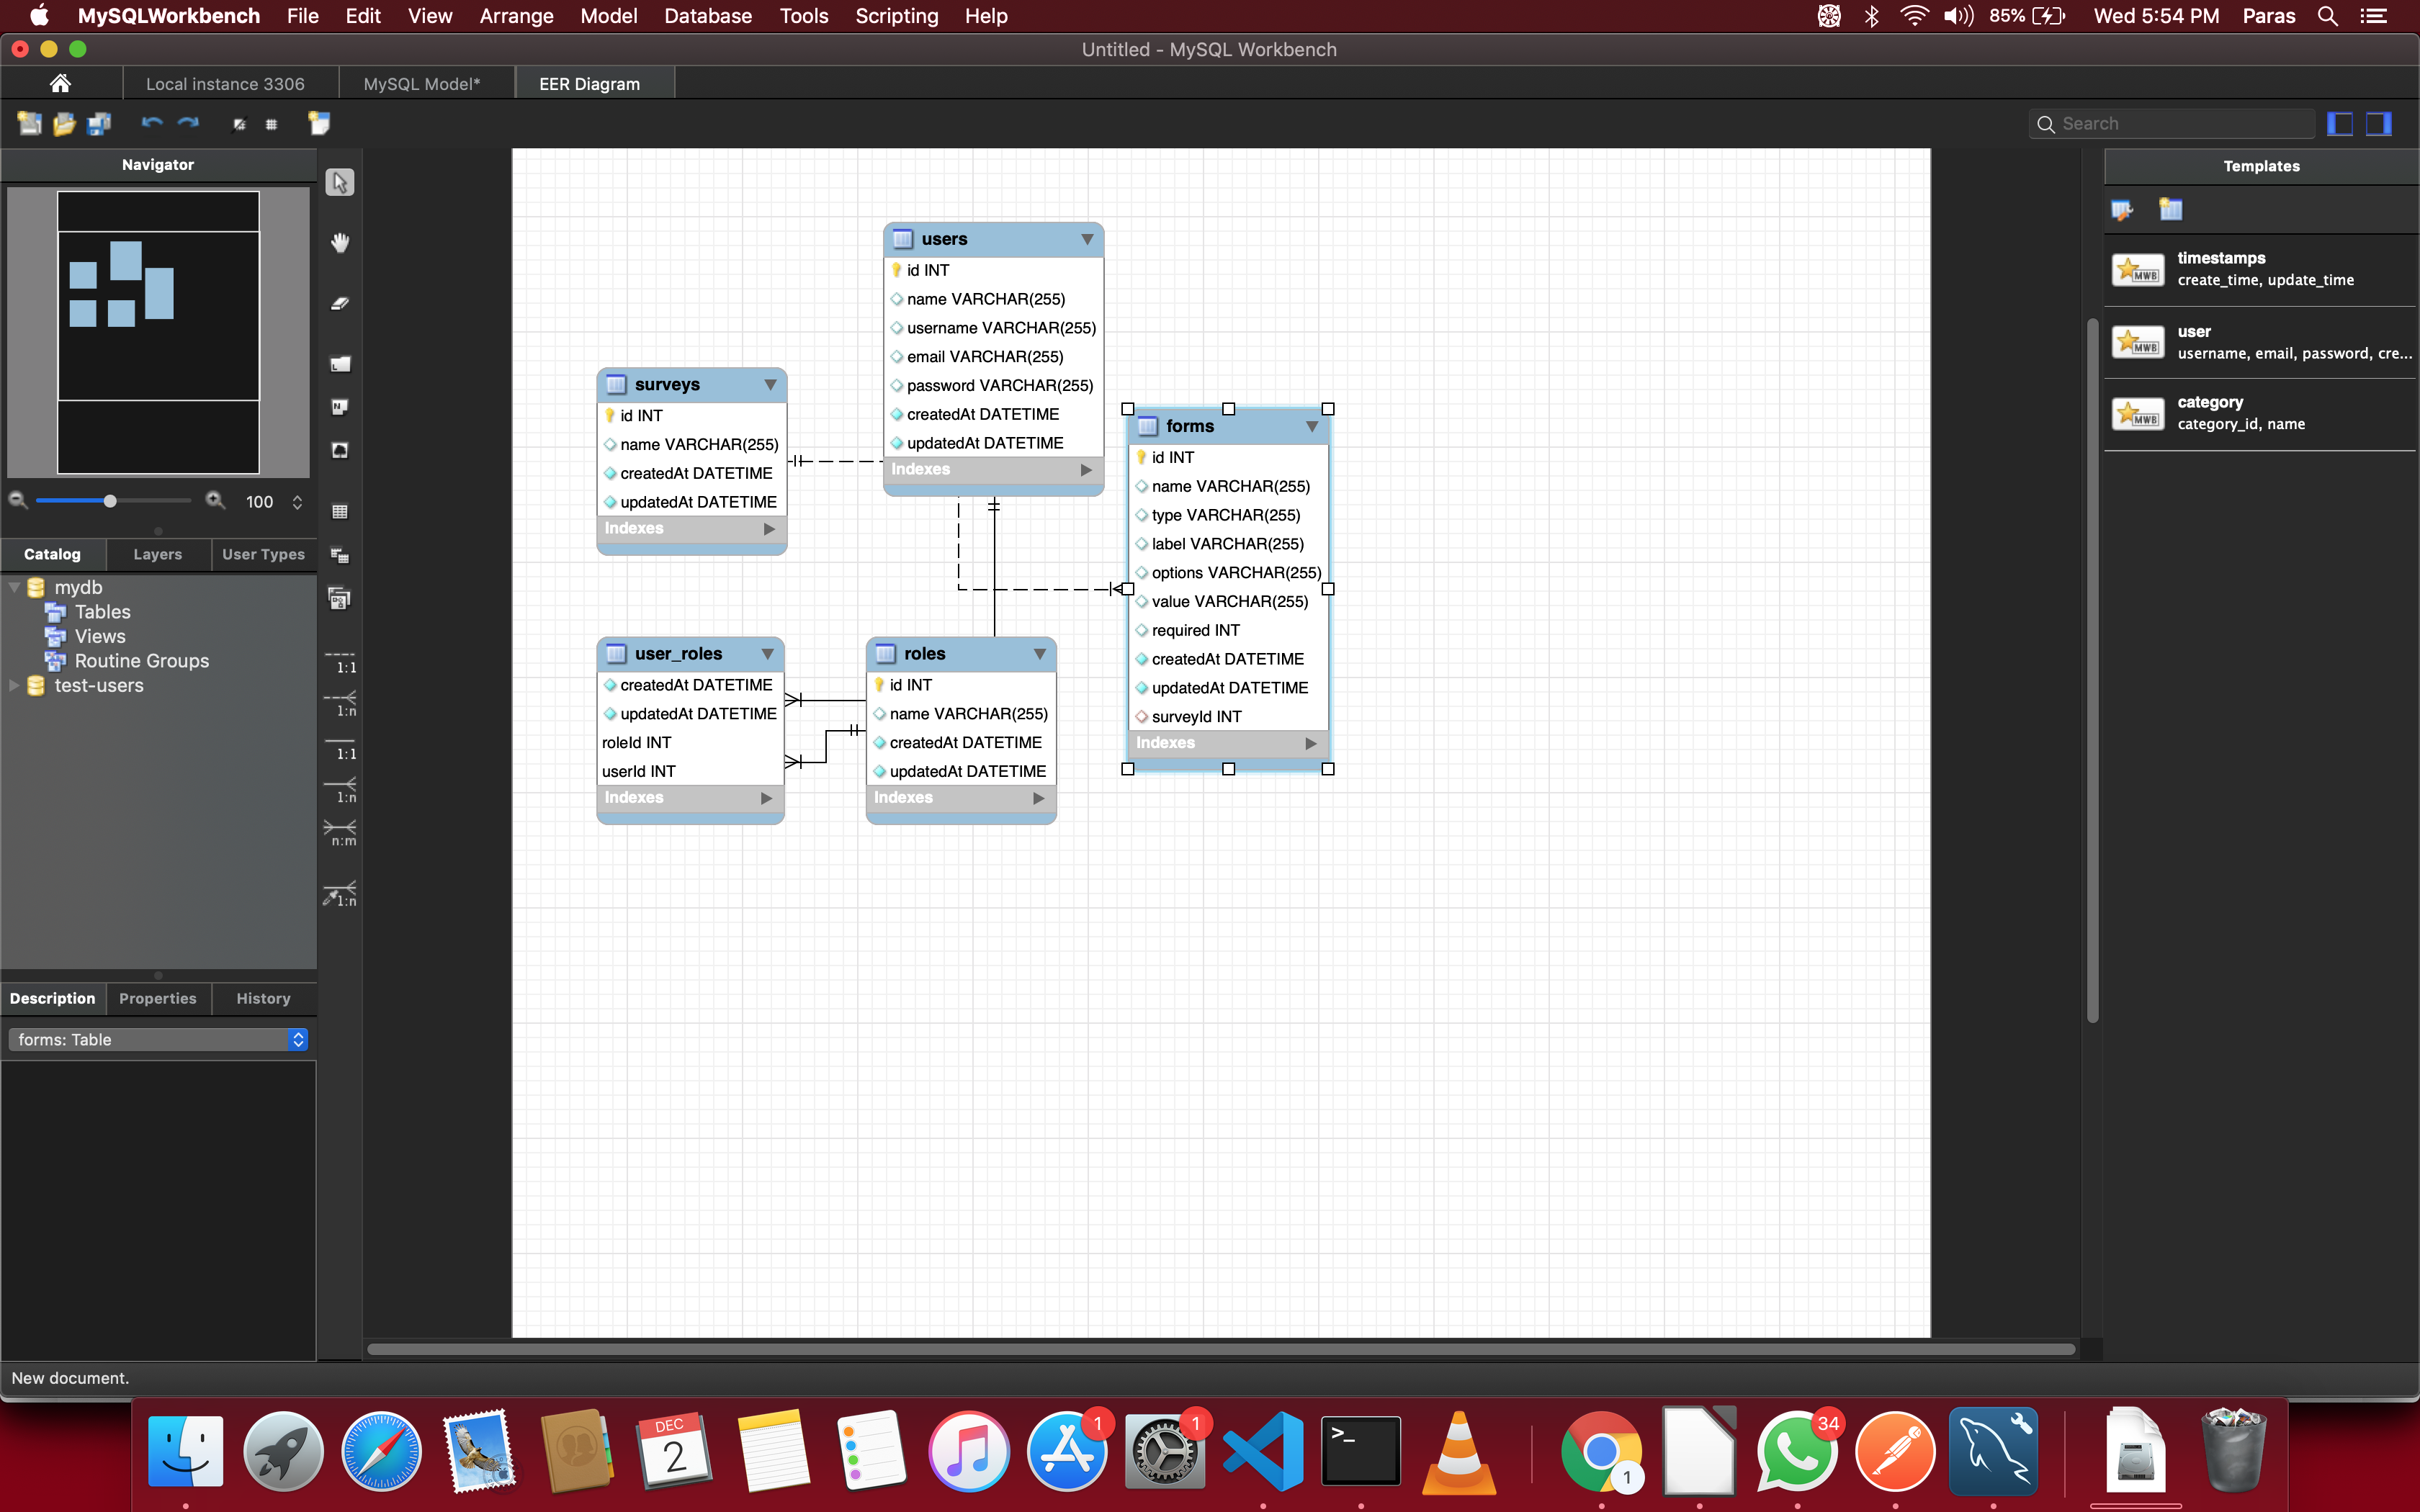 MySQLWorkbench File Edit View Arrange Model Database Tools Scripting Help 85% Wed 5:54 PM Paras
Untitled - MySQL Workbench
Local instance 3306 MySQL Model* EER Diagram
Search
Navigator
100
Catalog Layers User Types
mydb
Tables
Views
Routine Groups
test-users
Description Properties History
forms: Table
1:1
1:n
1:1
1:n
n:m
1:n
users
id INT
name VARCHAR(255)
username VARCHAR(255)
email VARCHAR(255)
password VARCHAR(255)
createdAt DATETIME
updatedAt DATETIME
Indexes
surveys
id INT
name VARCHAR(255)
createdAt DATETIME
updatedAt DATETIME
Indexes
forms
id INT
name VARCHAR(255)
type VARCHAR(255)
label VARCHAR(255)
options VARCHAR(255)
value VARCHAR(255)
required INT
createdAt DATETIME
updatedAt DATETIME
surveyId INT
Indexes
user_roles
createdAt DATETIME
updatedAt DATETIME
roleId INT
userId INT
Indexes
roles
id INT
name VARCHAR(255)
createdAt DATETIME
updatedAt DATETIME
Indexes
Templates
MWB
timestamps
create_time, update_time
MWB
user
username, email, password, cre...
MWB
category
category_id, name
New document.
DEC
2
1
1
>_
1
34